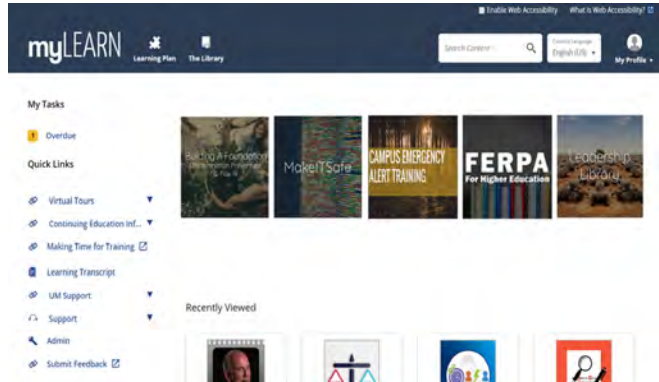 Enable Web Accessibility What Is Web Accessibility?
myLEARN
Learning Plan
The Library
Search Content
Content Language
English (US)
My Profile
My Tasks
Overdue
Quick Links
Virtual Tours
Continuing Education Inf...
Making Time for Training
Learning Transcript
UM Support
Support
Admin
Submit Feedback
Building A Foundation
MakeITSafe
CAMPUS EMERGENCY
ALERT TRAINING
FERPA
For Higher Education
Leadership
Library
Recently Viewed